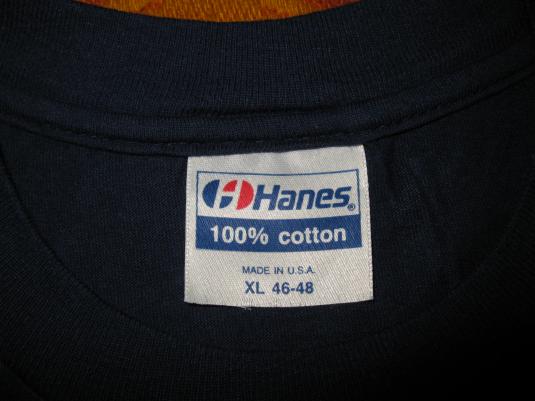 Hanes®
100% cotton
MADE IN U.S.A.
XL 46-48